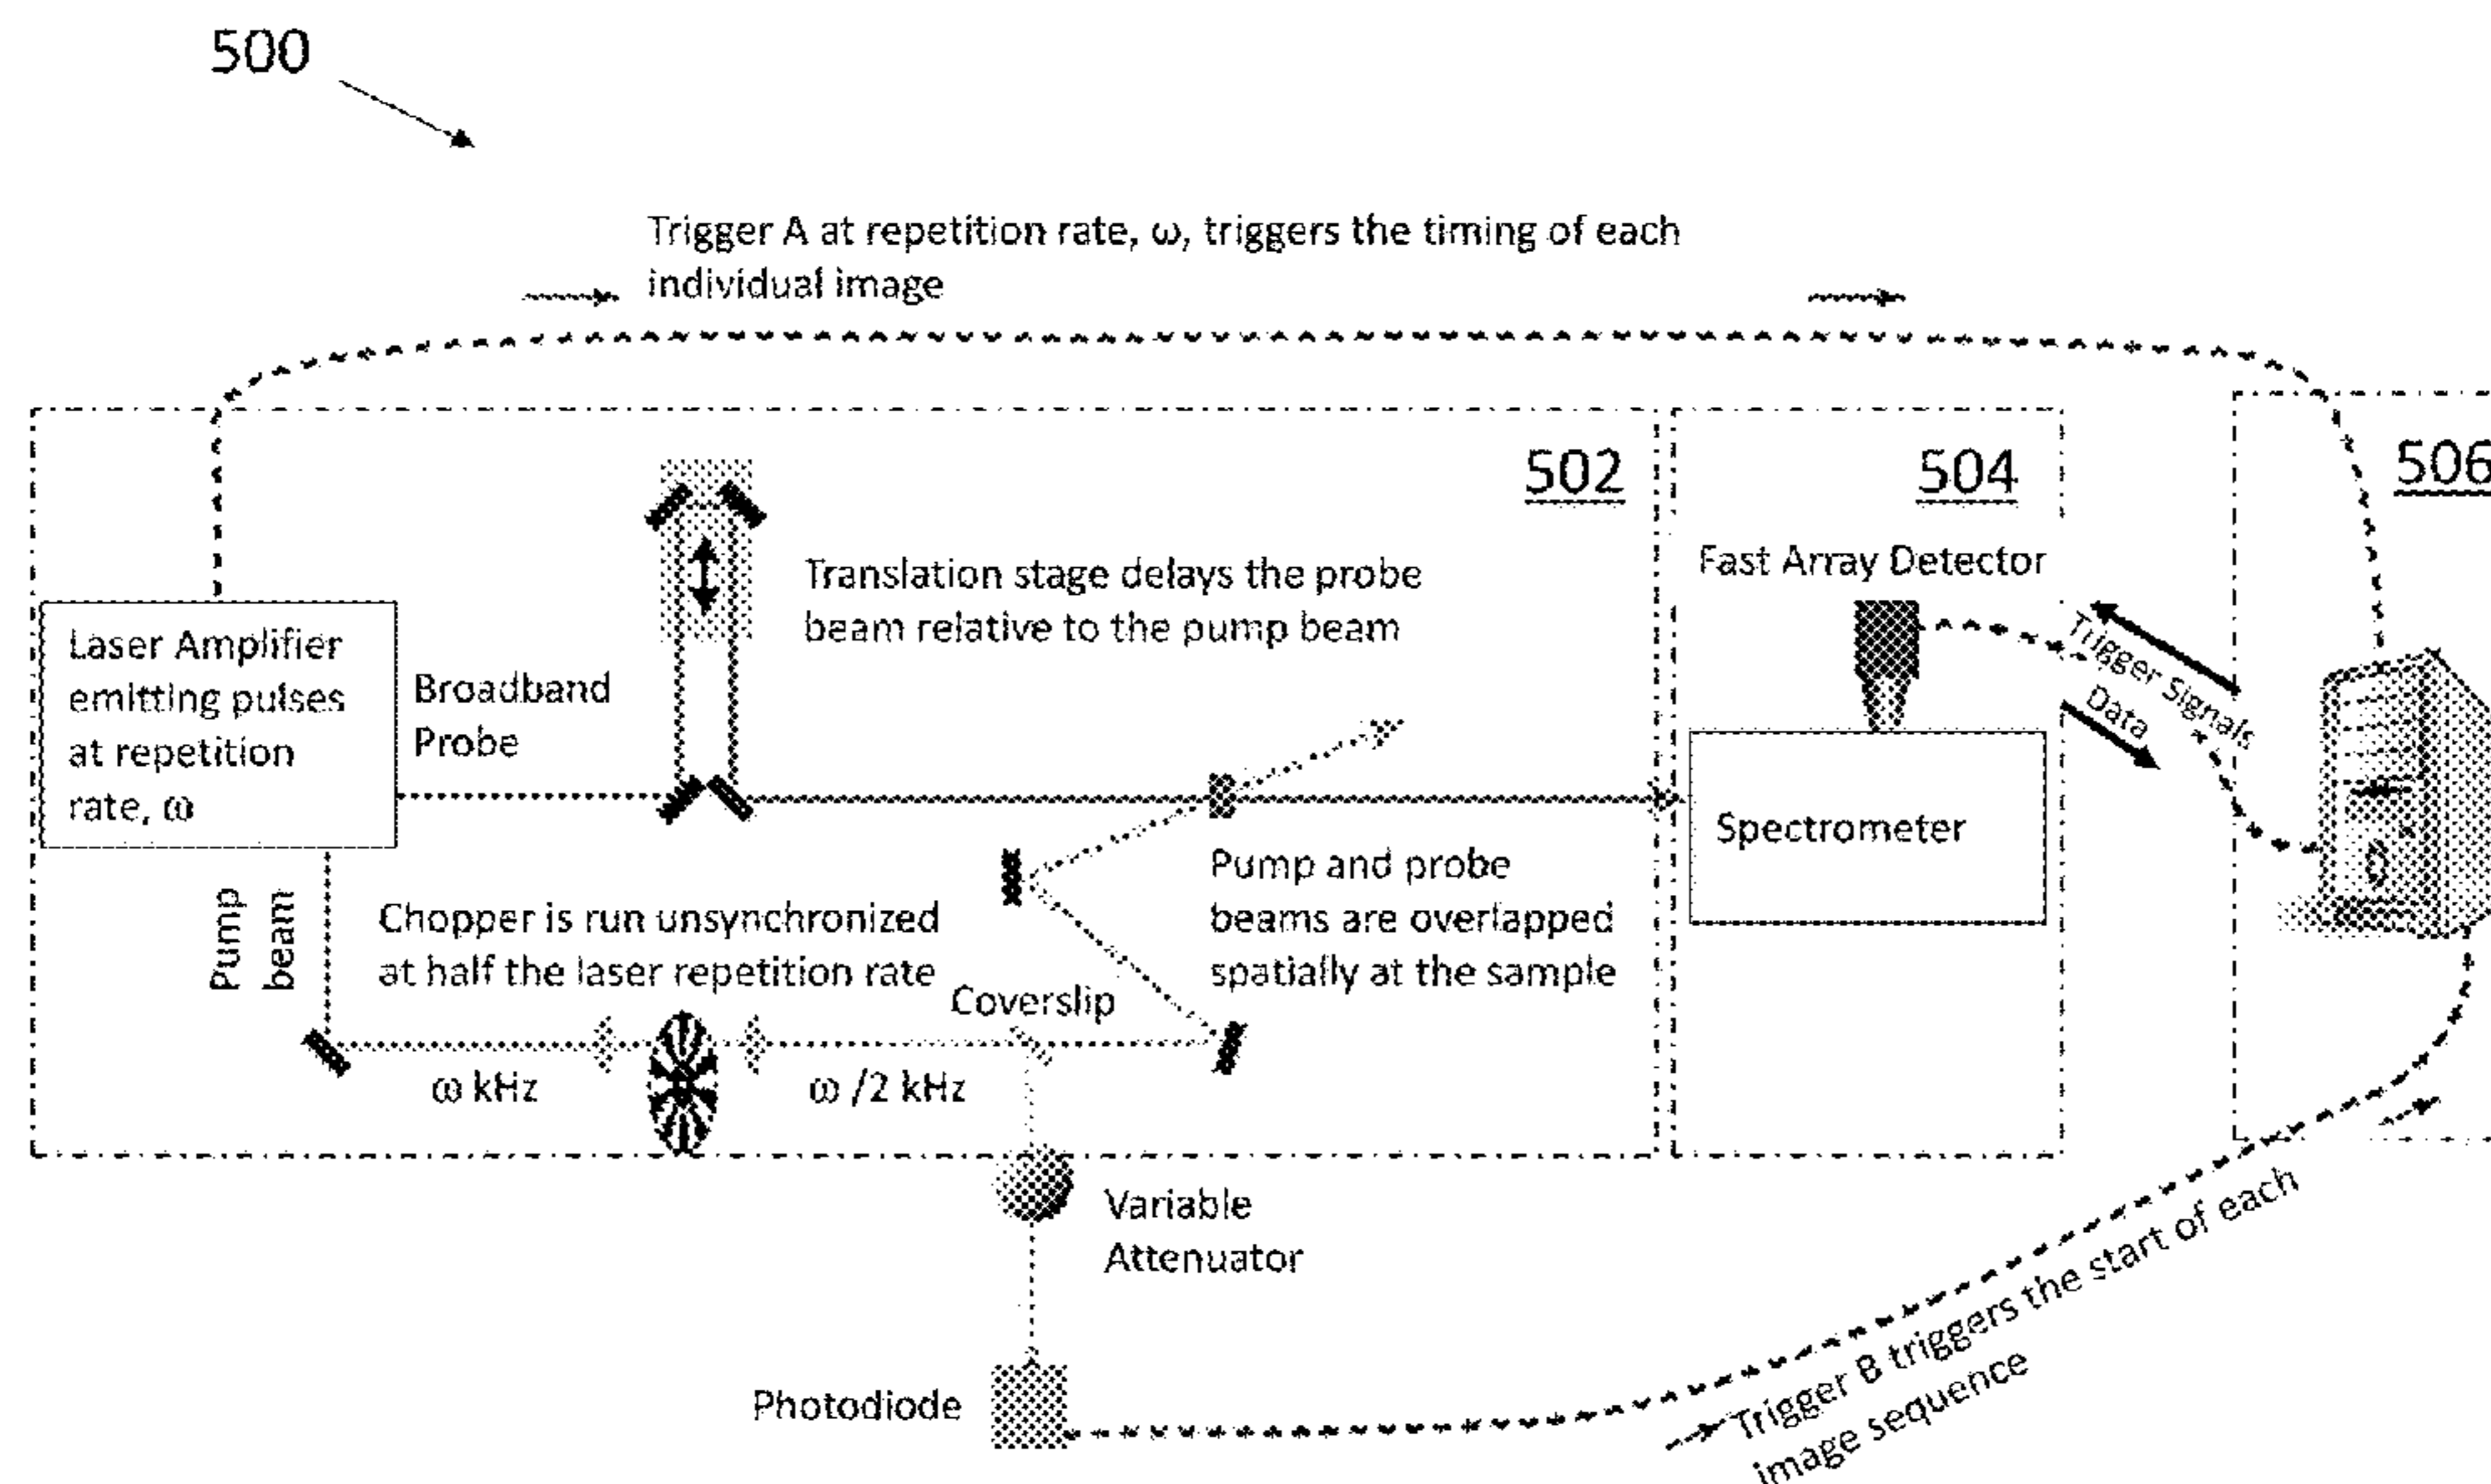 500
Trigger A at repetition rate, ω, triggers the timing of each
individual image
502
504
506
Fast Array Detector
Translation stage delays the probe
beam relative to the pump beam
Trigger Signals
Data
Laser Amplifier
emitting pulses
at repetition
rate, ω
Broadband
Probe
Spectrometer
Pump
beam
Chopper is run unsynchronized
at half the laser repetition rate
Pump and probe
beams are overlapped
spatially at the sample
Coverslip
ω kHz
ω /2 kHz
Variable
Attenuator
Photodiode
Trigger B triggers the start of each
image sequence